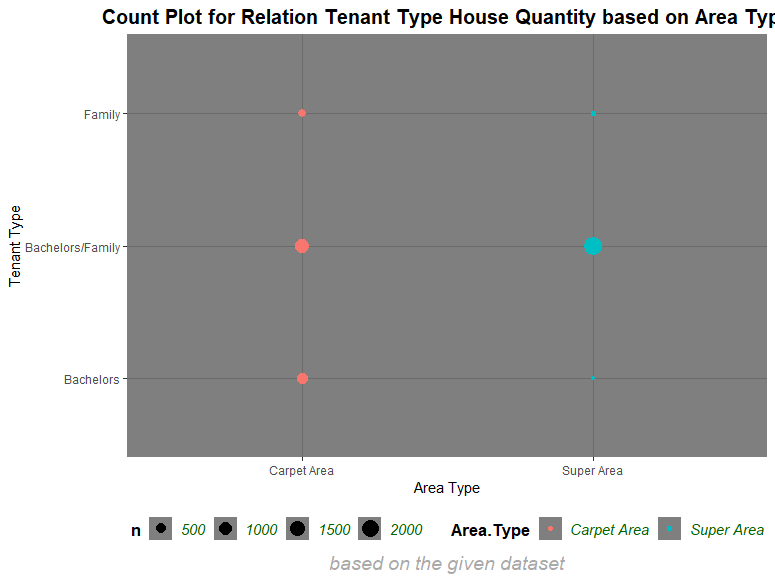 Count Plot for Relation Tenant Type House Quantity based on Area Typ
Tenant Type
Family
Bachelors/Family
Bachelors
Carpet Area Super Area
Area Type
n 500 1000 1500 2000 Area.Type Carpet Area Super Area
based on the given dataset